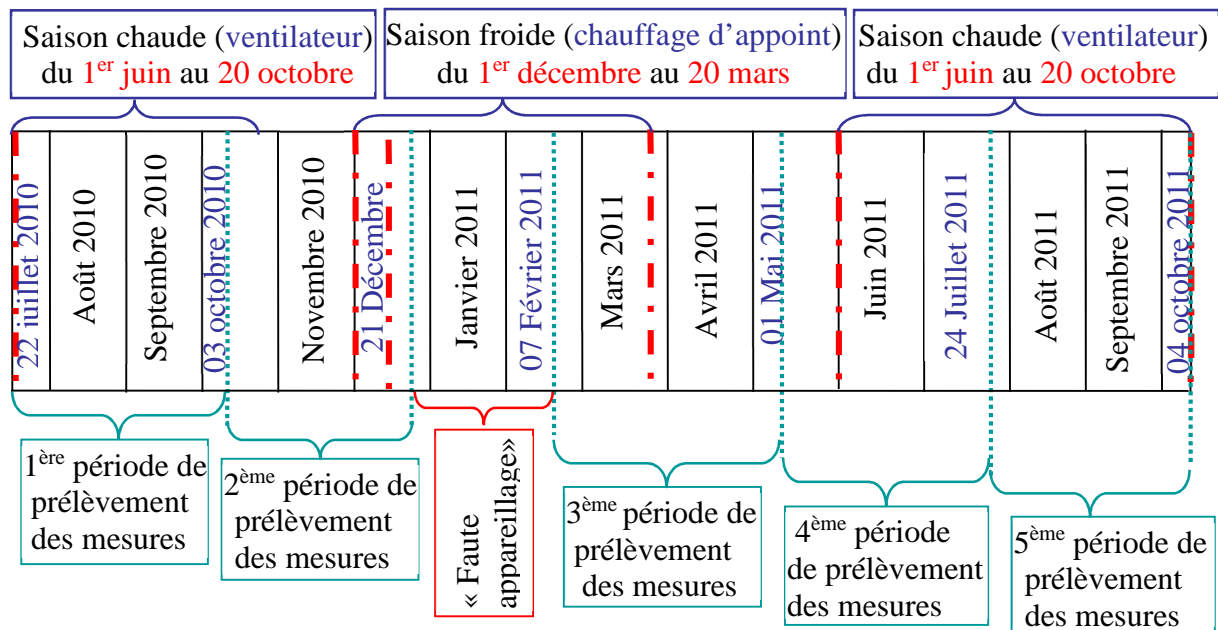 Saison chaude (ventilateur)
du 1er juin au 20 octobre
Saison froide (chauffage d'appoint)
du 1er décembre au 20 mars
Saison chaude (ventilateur)
du 1er juin au 20 octobre
22 juillet 2010
Août 2010
Septembre 2010
03 octobre 2010
Novembre 2010
21 Décembre
Janvier 2011
07 Février 2011
Mars 2011
Avril 2011
01 Mai 2011
Juin 2011
24 Juillet 2011
Août 2011
Septembre 2011
04 octobre 2011
1ère période de
prélèvement
des mesures
2ème période de
prélèvement
des mesures
« Faute
appareillage»
3ème période de
prélèvement
des mesures
4ème période
de prélèvement
des mesures
5ème période de
prélèvement
des mesures